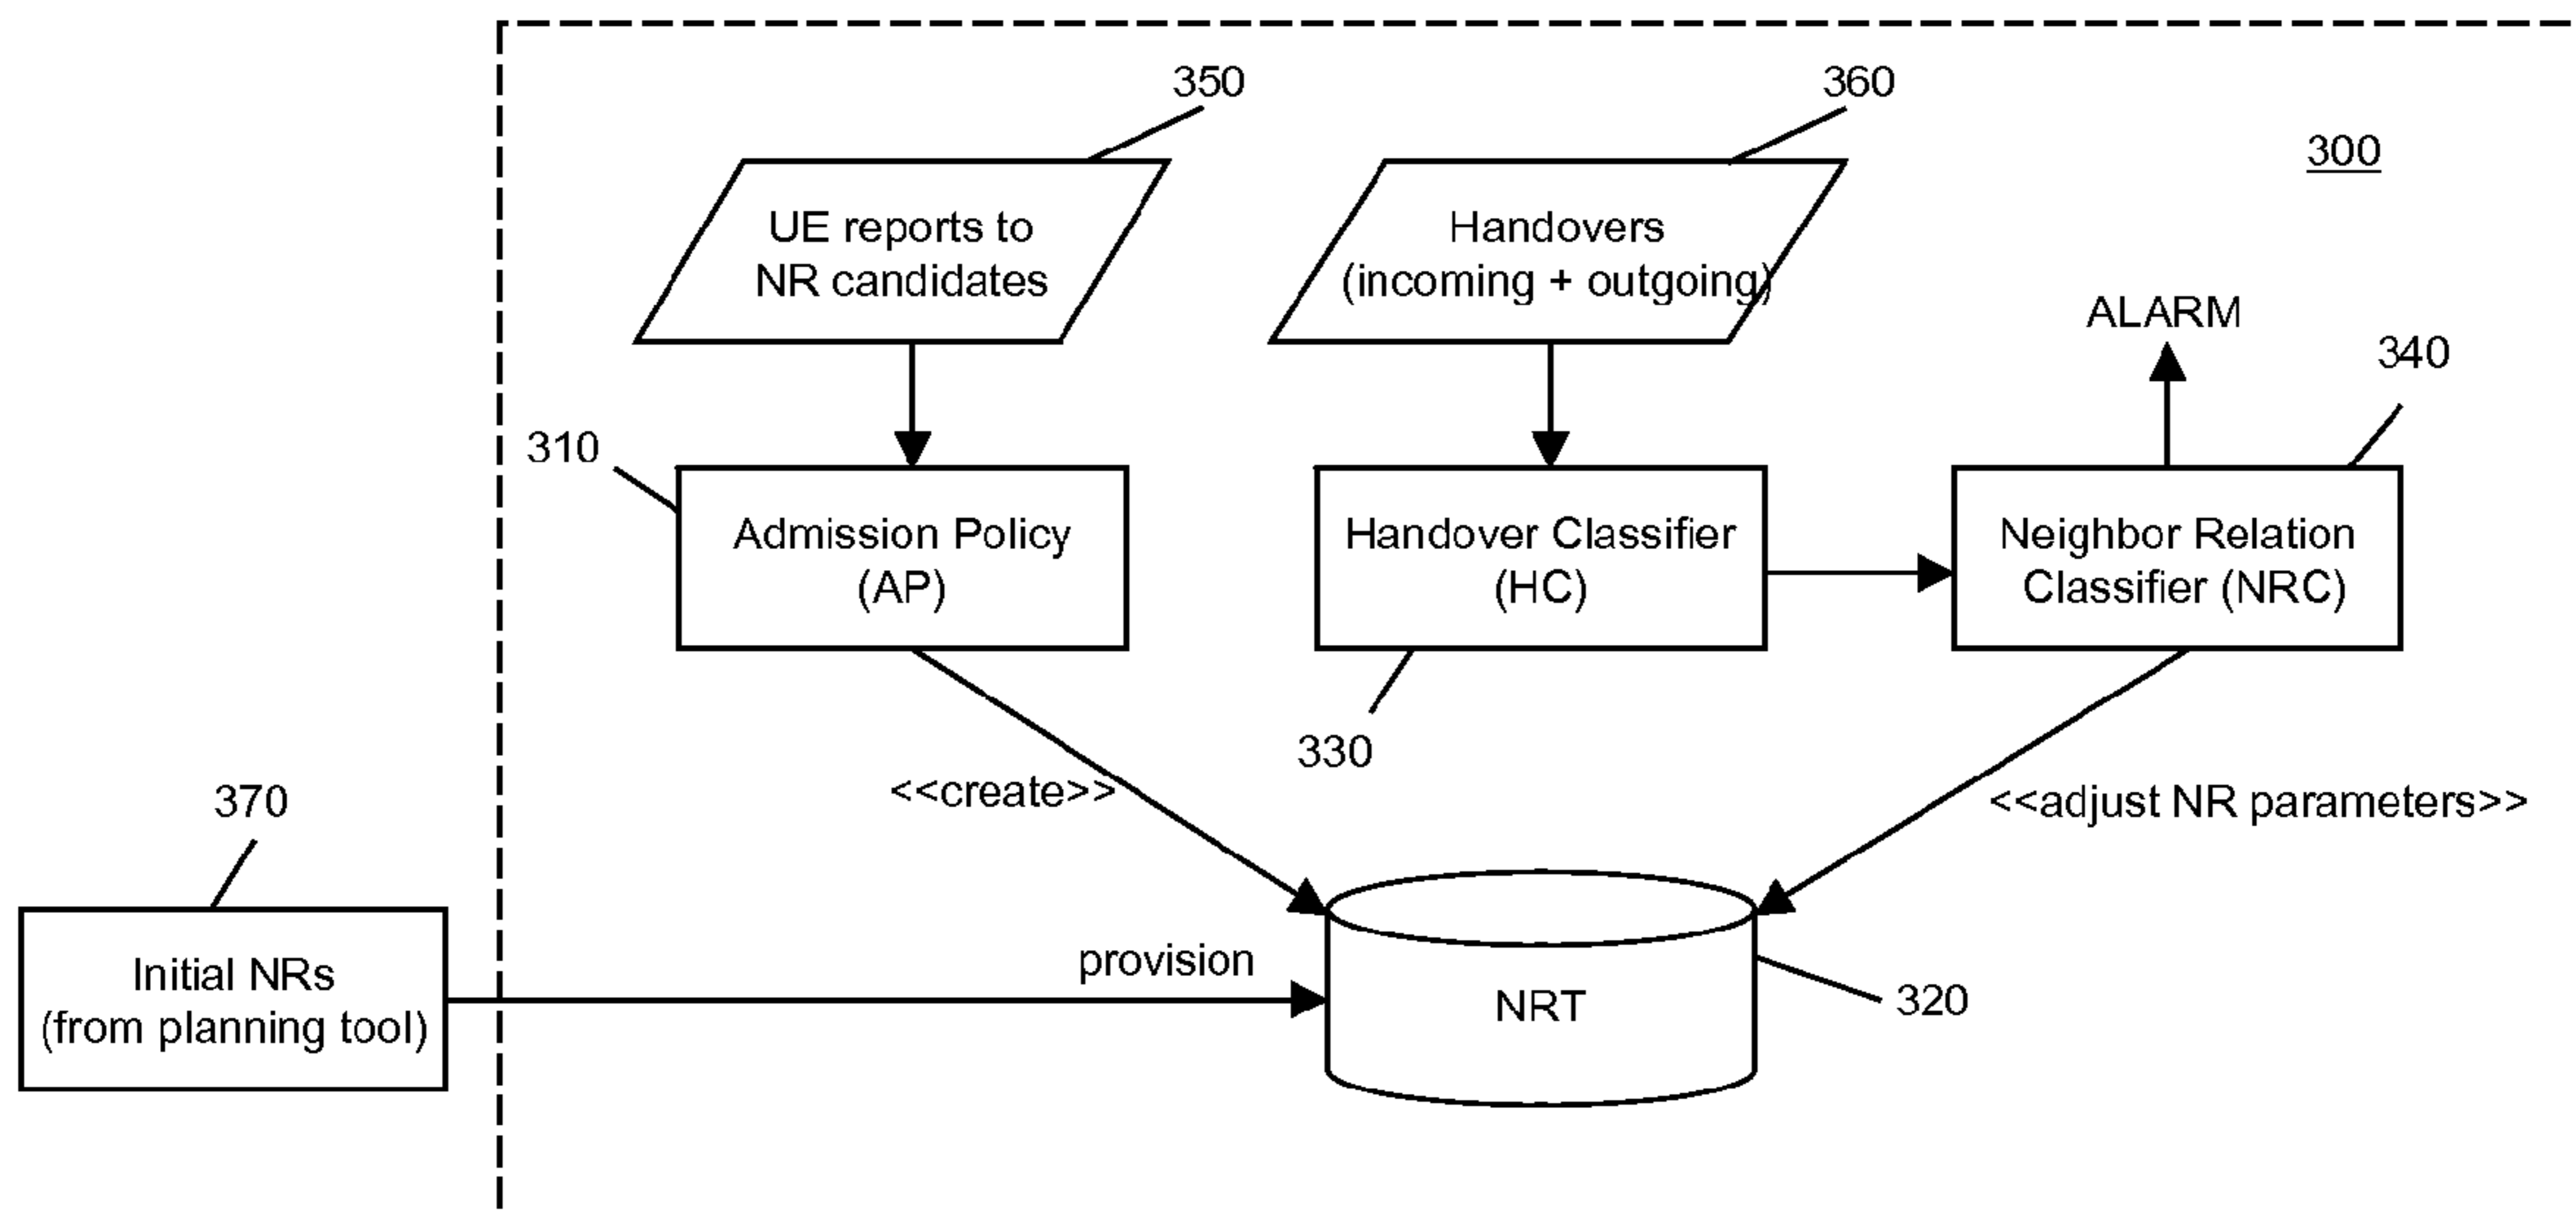 350
360
300
UE reports to
NR candidates
Handovers
(incoming + outgoing)
ALARM
340
310
Admission Policy
(AP)
Handover Classifier
(HC)
Neighbor Relation
Classifier (NRC)
330
<<create>>
<<adjust NR parameters>>
370
Initial NRs
(from planning tool)
provision
NRT
320